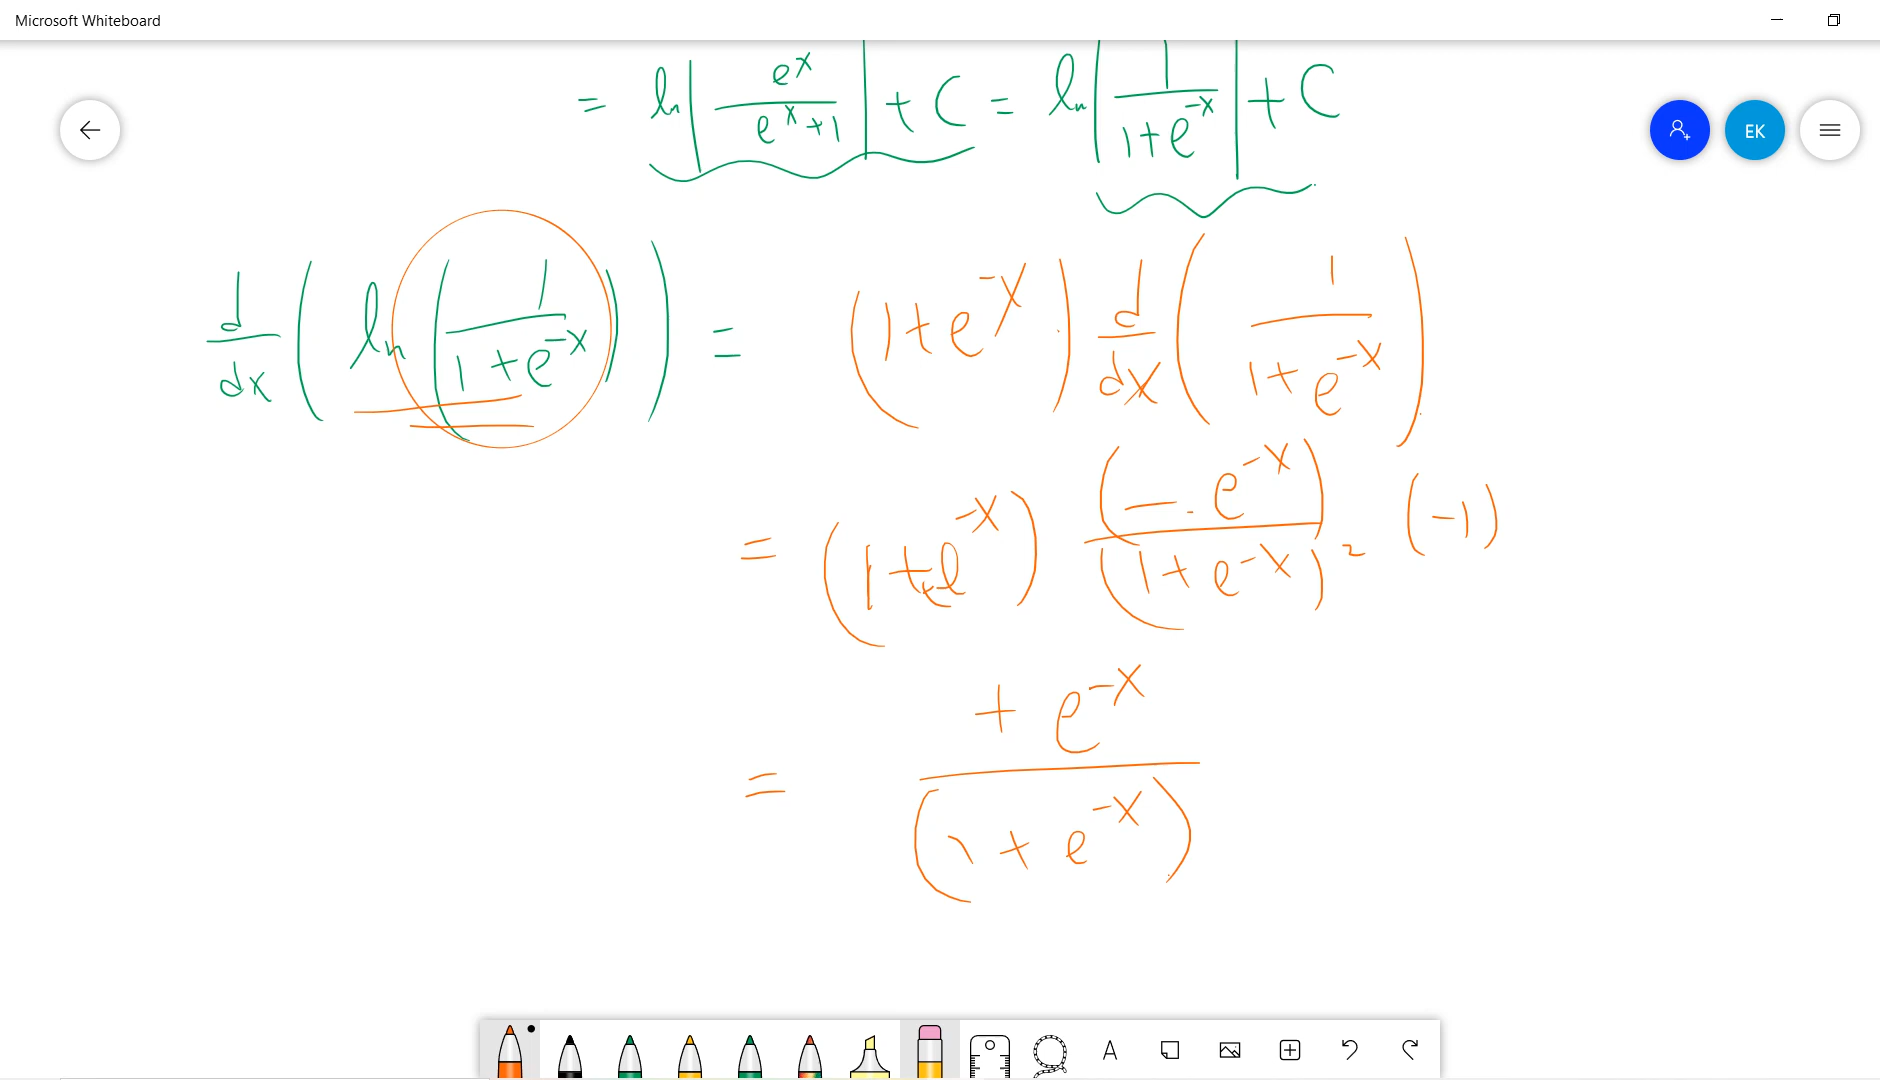 Microsoft Whiteboard
= ln|e^x/(e^x+1)| + C = ln|1/(1+e^-x)| + C
EK
d/dx (ln(1/(1+e^-x))) = (1+e^-x) · d/dx (1/(1+e^-x))
= (1+e^-x) (-·e^-x)/(1+e^-x)² (-1)
= +e^-x/(1+e^-x)
A